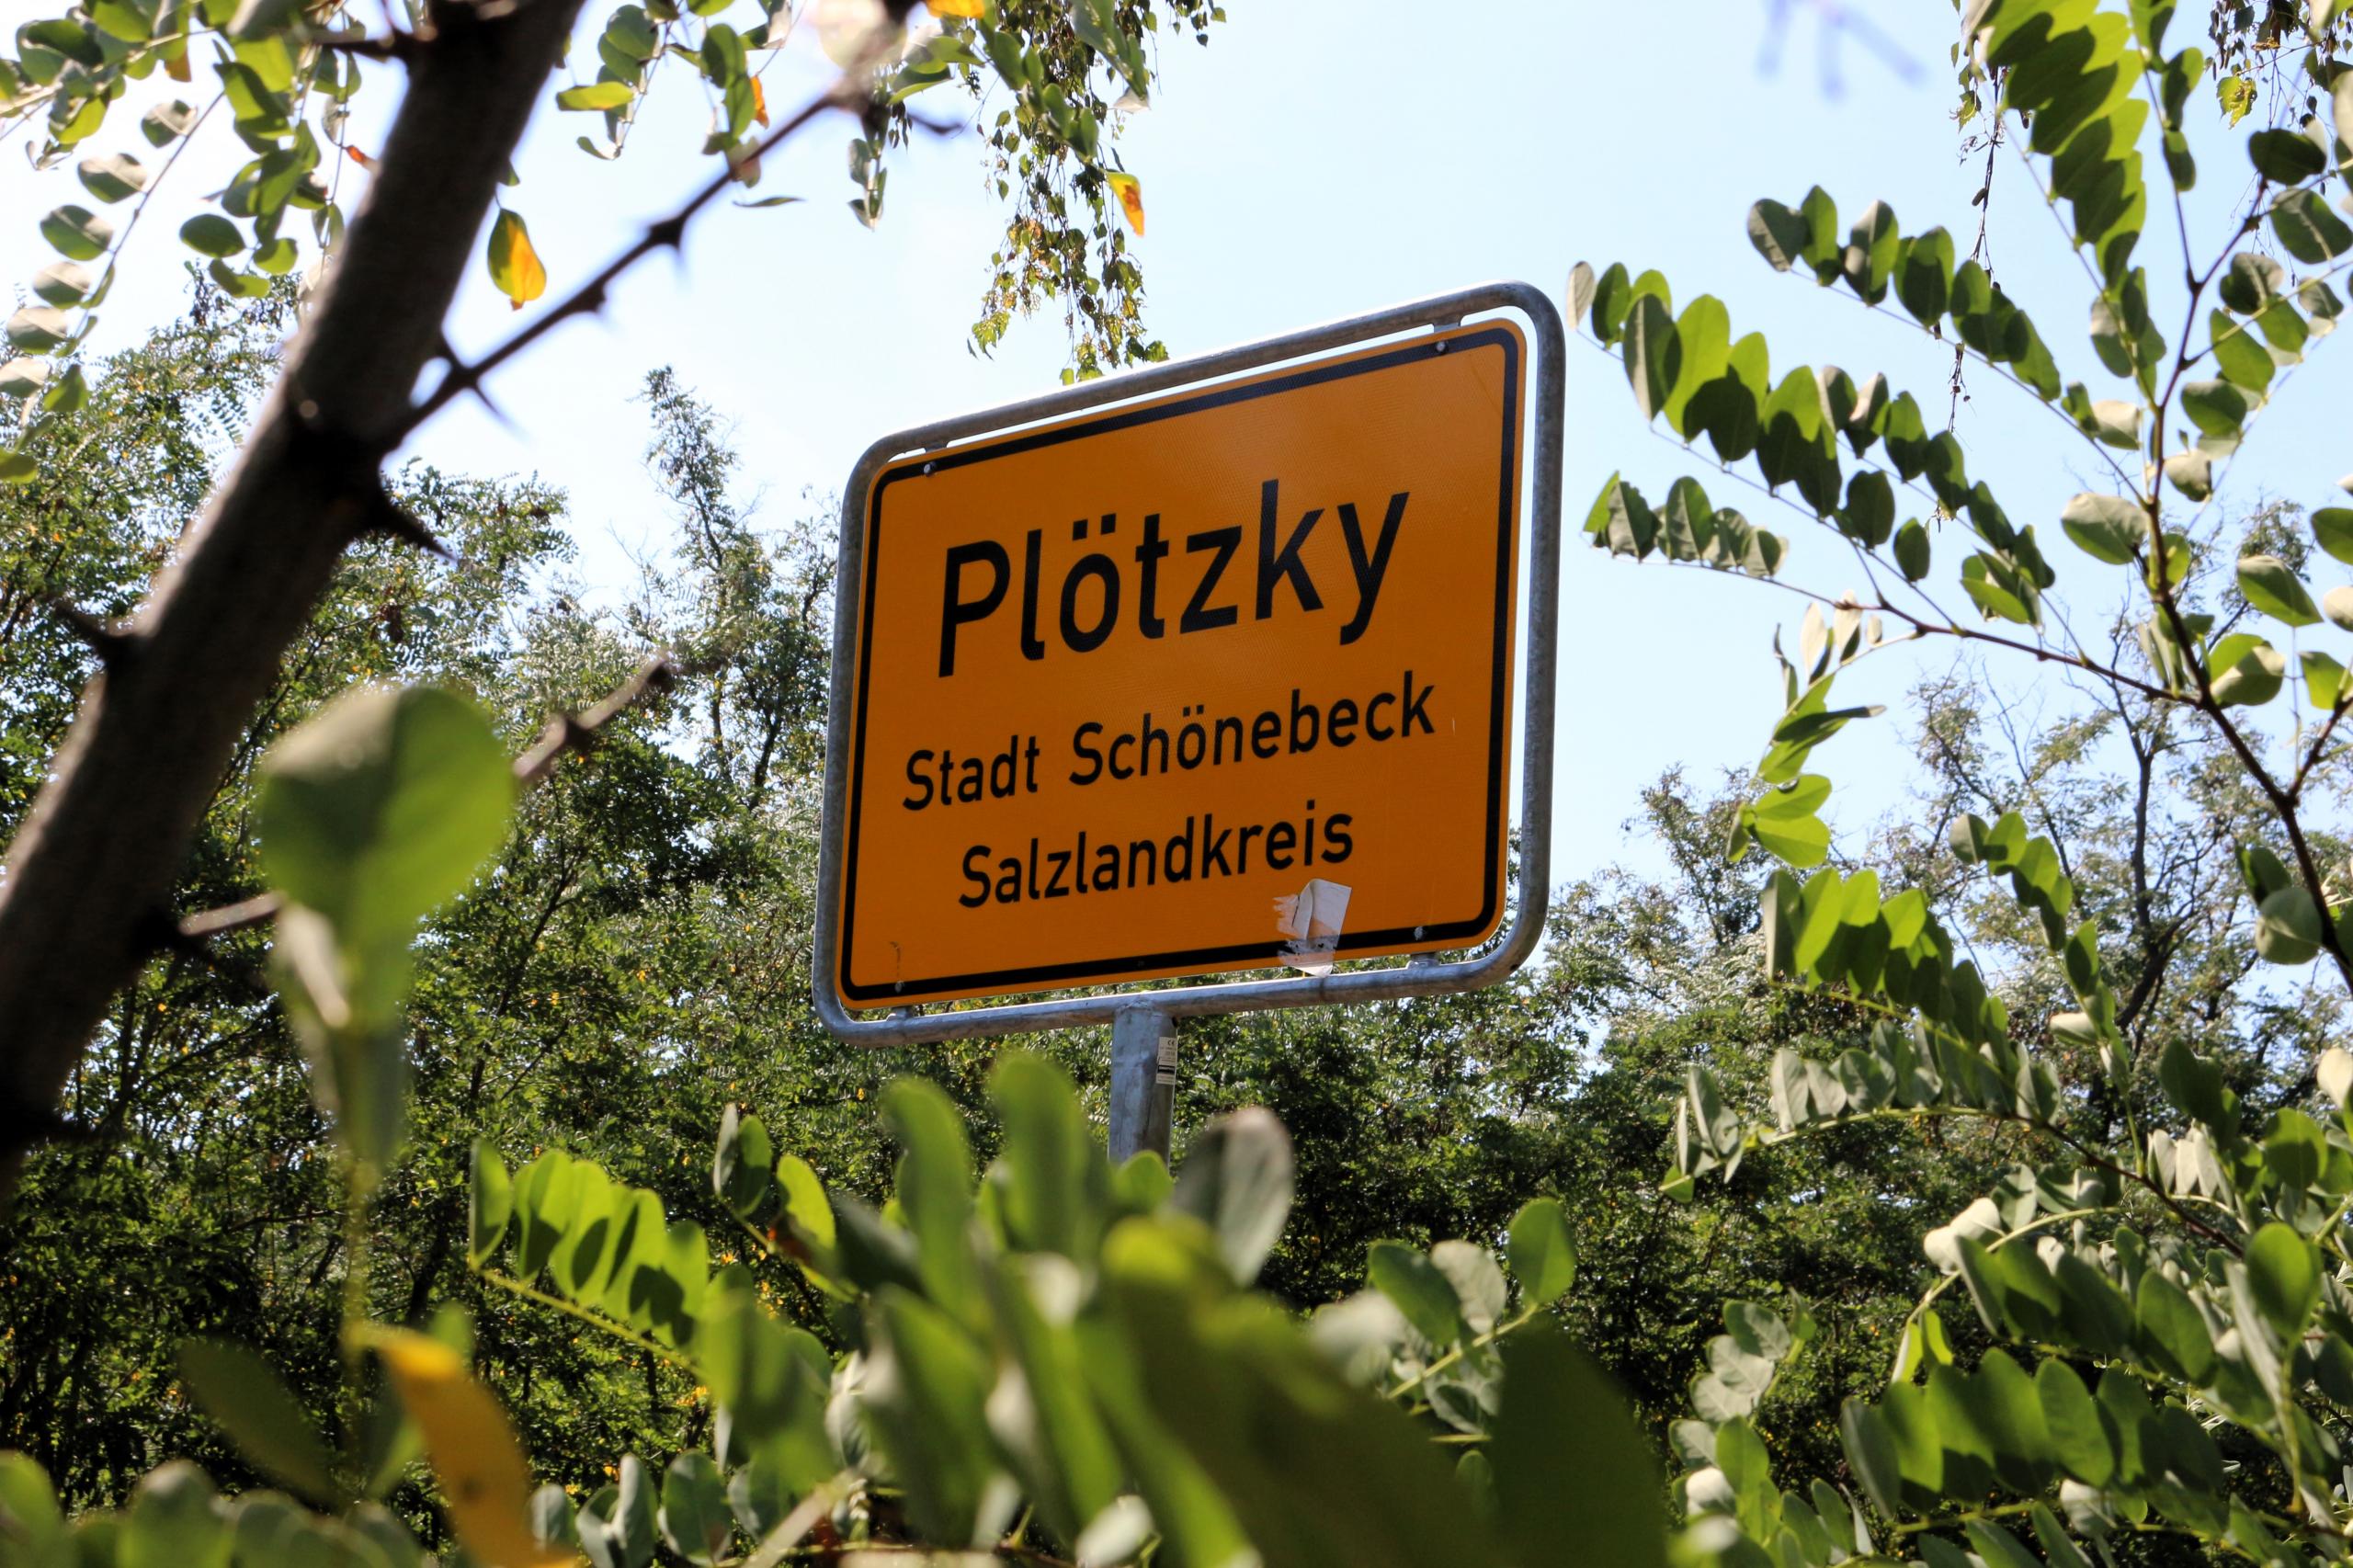 Plötzky
Stadt Schönebeck
Salzlandkreis